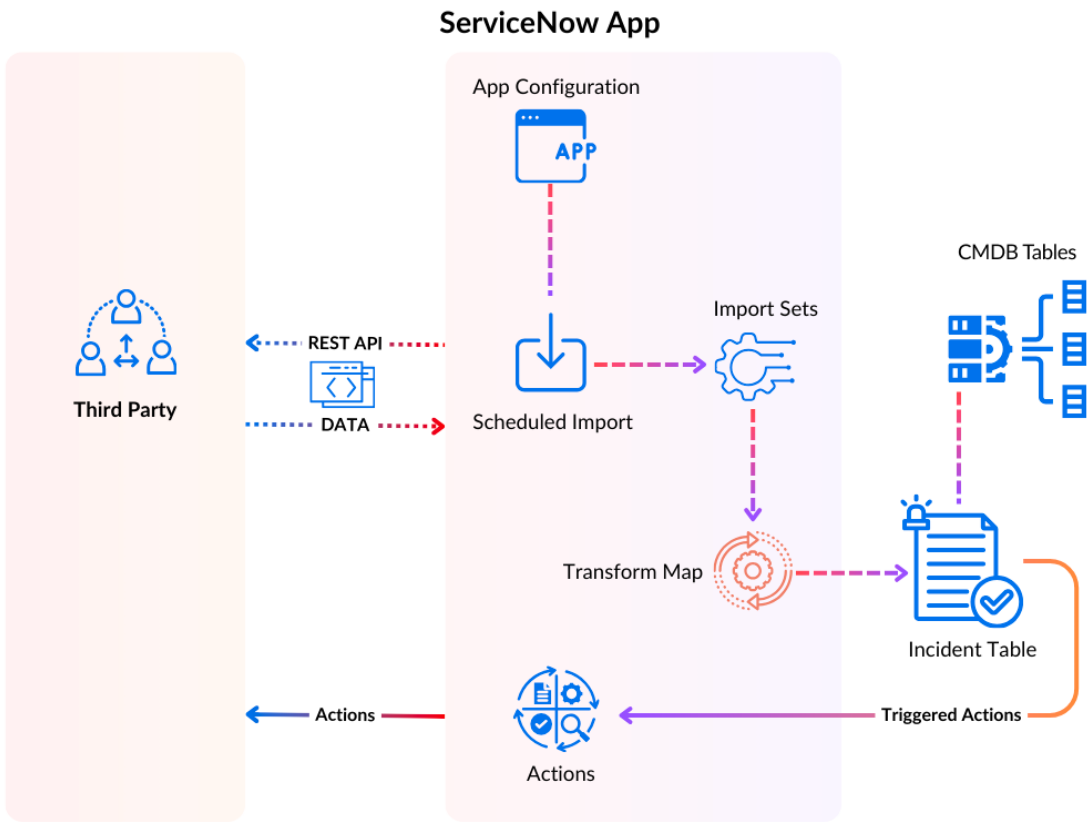 ServiceNow App
App Configuration
APP
CMDB Tables
Import Sets
REST API
Third Party
DATA
Scheduled Import
Transform Map
Incident Table
Actions
Triggered Actions
Actions